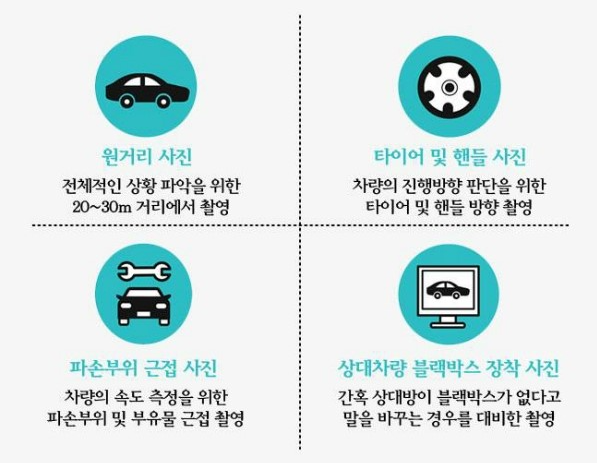 원거리 사진
전체적인 상황 파악을 위한
20~30m 거리에서 촬영
타이어 및 핸들 사진
차량의 진행방향 판단을 위한
타이어 및 핸들 방향 촬영
파손부위 근접 사진
차량의 속도 측정을 위한
파손부위 및 부유물 근접 촬영
상대차량 블랙박스 장착 사진
간혹 상대방이 블랙박스가 없다고
말을 바꾸는 경우를 대비한 촬영